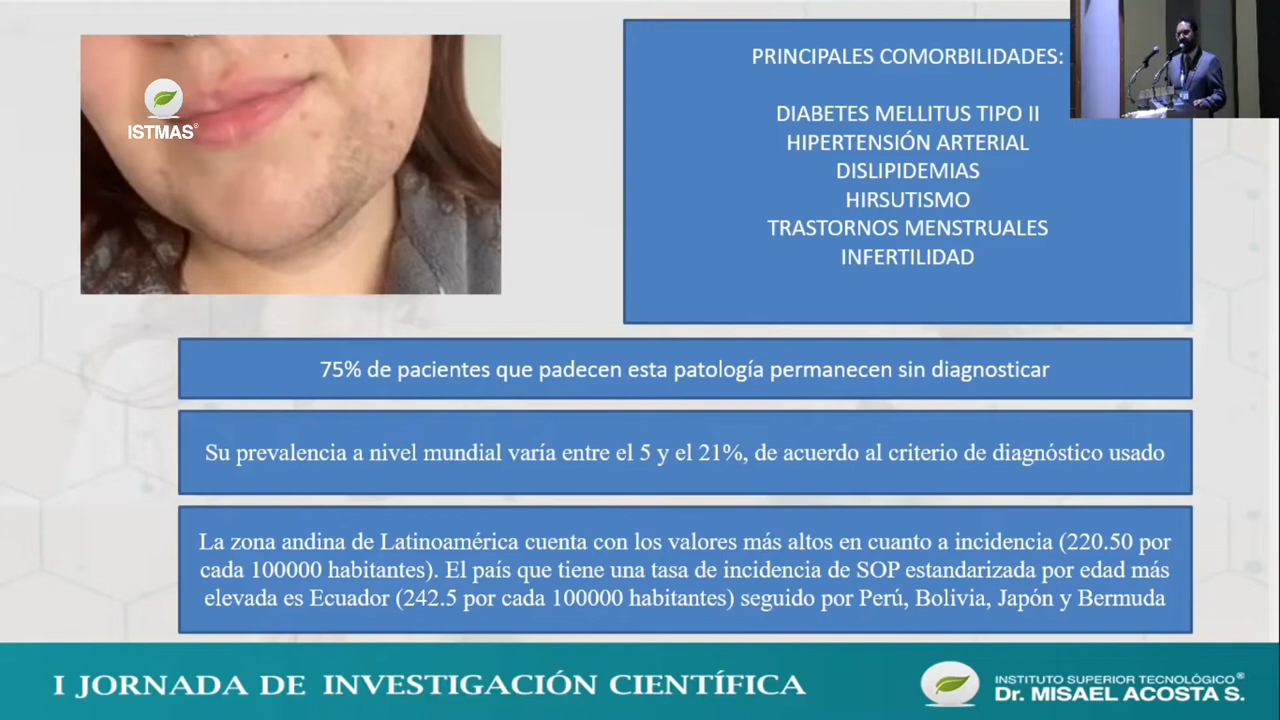 ISTMAS®
PRINCIPALES COMORBILIDADES:
DIABETES MELLITUS TIPO II
HIPERTENSIÓN ARTERIAL
DISLIPIDEMIAS
HIRSUTISMO
TRASTORNOS MENSTRUALES
INFERTILIDAD
75% de pacientes que padecen esta patología permanecen sin diagnosticar
Su prevalencia a nivel mundial varía entre el 5 y el 21%, de acuerdo al criterio de diagnóstico usado
La zona andina de Latinoamérica cuenta con los valores más altos en cuanto a incidencia (220.50 por
cada 100000 habitantes). El país que tiene una tasa de incidencia de SOP estandarizada por edad más
elevada es Ecuador (242.5 por cada 100000 habitantes) seguido por Perú, Bolivia, Japón y Bermuda
I JORNADA DE INVESTIGACIÓN CIENTÍFICA
INSTITUTO SUPERIOR TECNOLÓGICO®
Dr. MISAEL ACOSTA S.